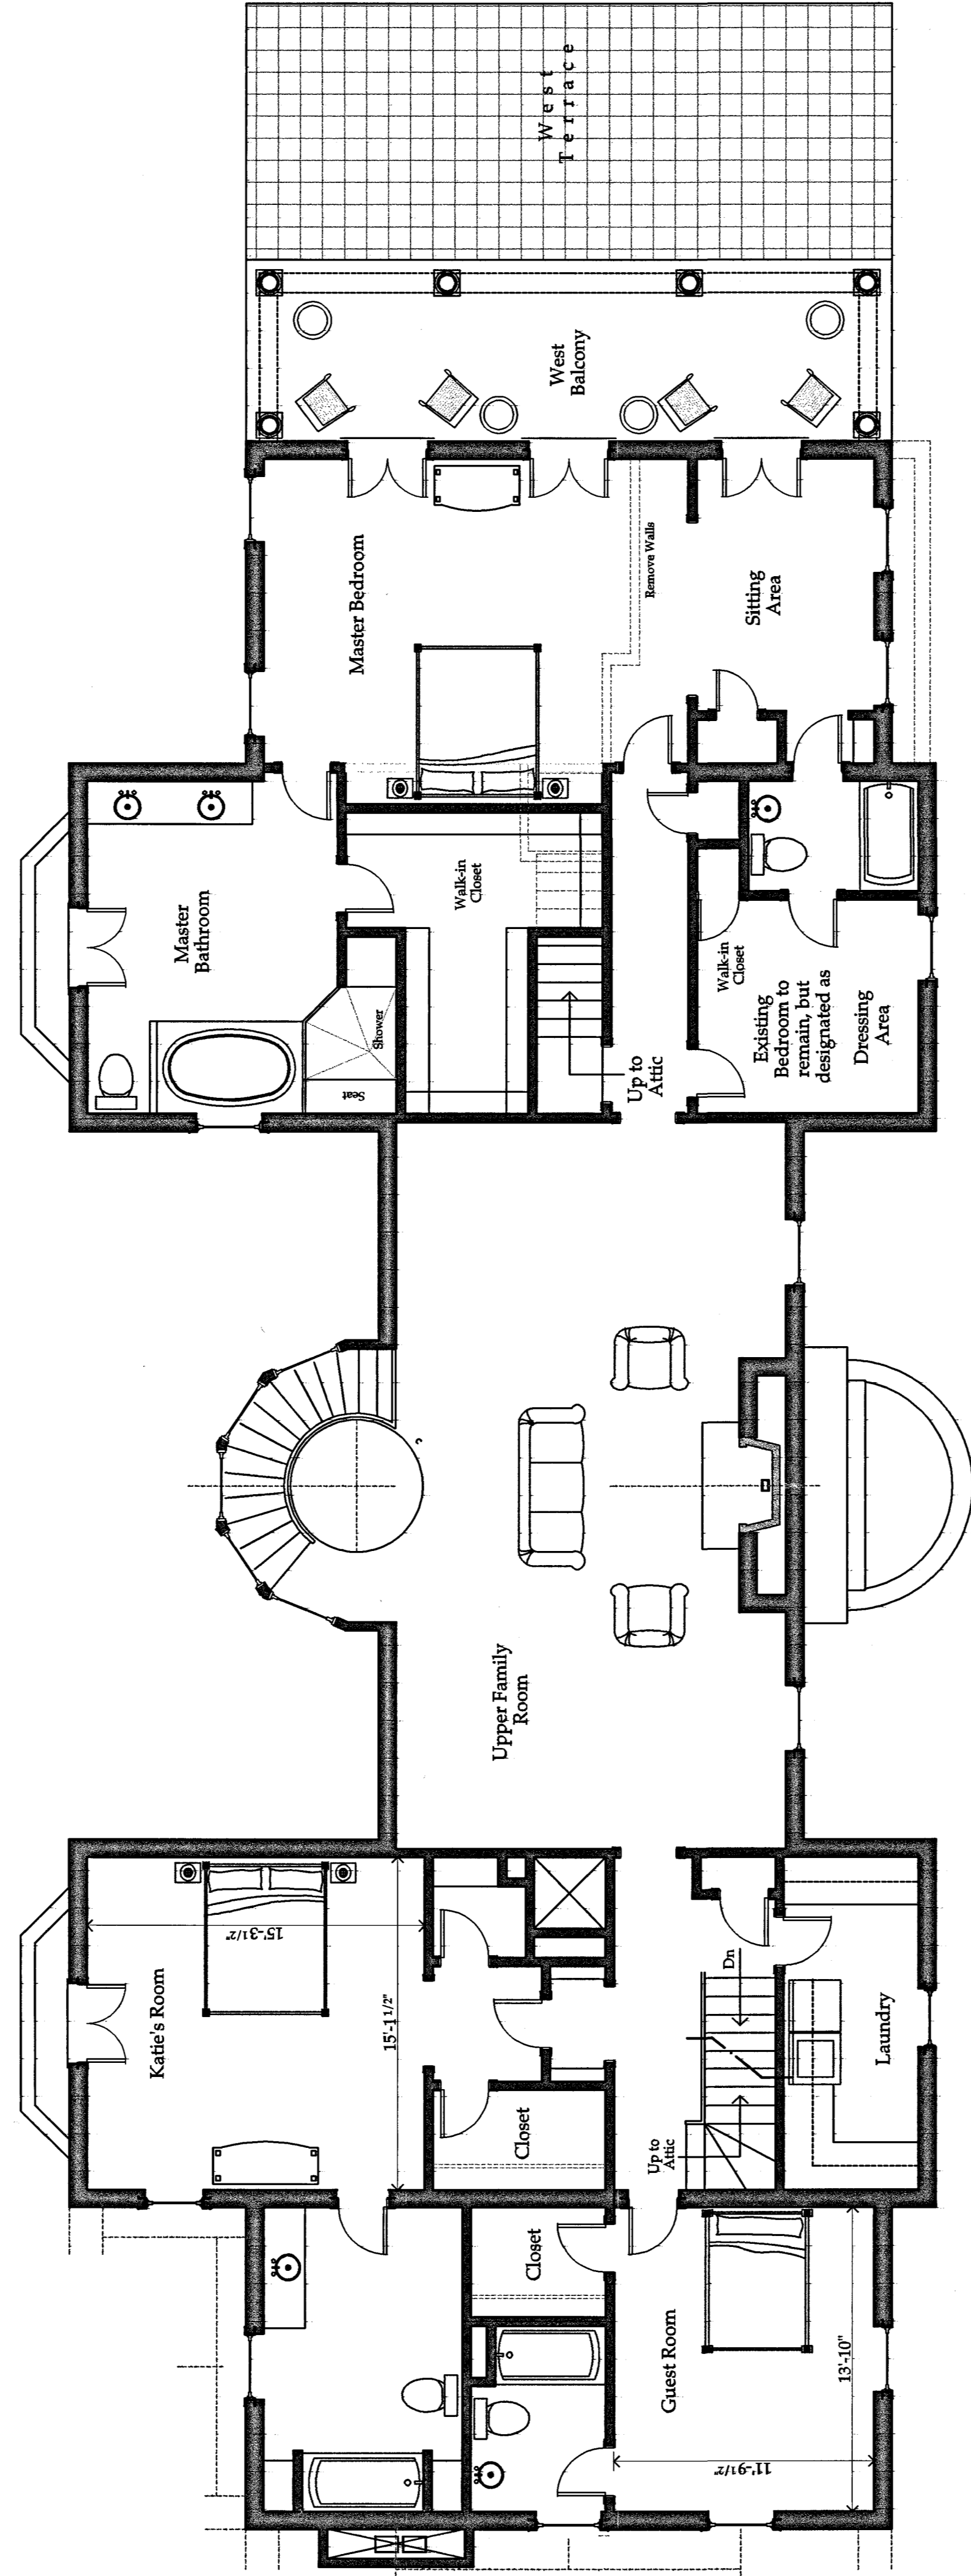 West
Terrace
West
Balcony
Master Bedroom
Remove Walls
Sitting
Area
Master
Bathroom
Walk-in
Closet
Shower
Seat
Up to
Attic
Walk-in
Closet
Existing
Bedroom to
remain, but
designated as
Dressing
Area
Upper Family
Room
Katie's Room
15'-3 1/2"
15'-1 1/2"
Closet
Dn
Up to
Attic
Laundry
Closet
Guest Room
13'-10"
11'-9 1/2"